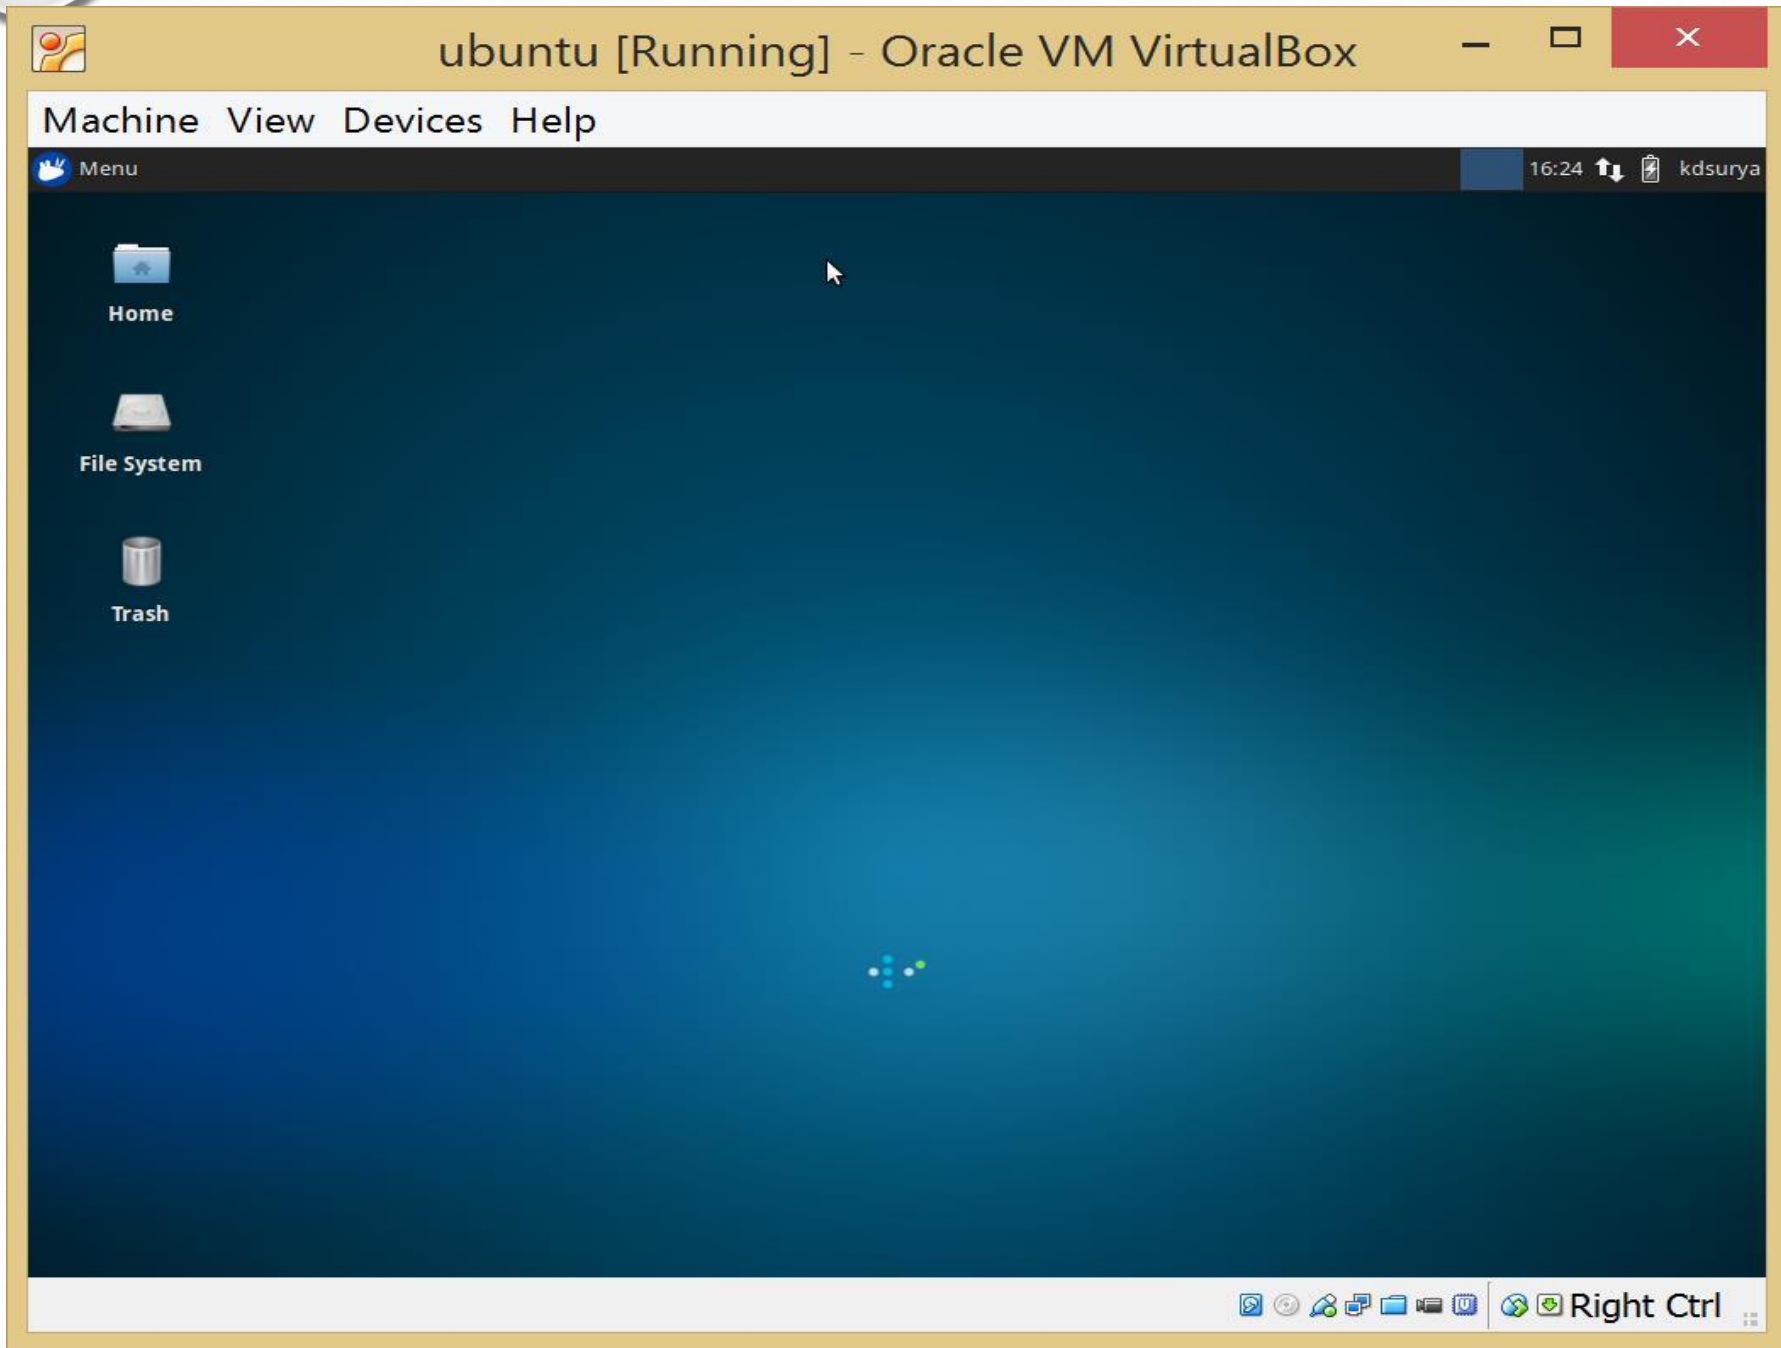 ubuntu [Running] - Oracle VM VirtualBox
Machine View Devices Help
Menu 16:24 kdsurya
Home
File System
Trash
Right Ctrl